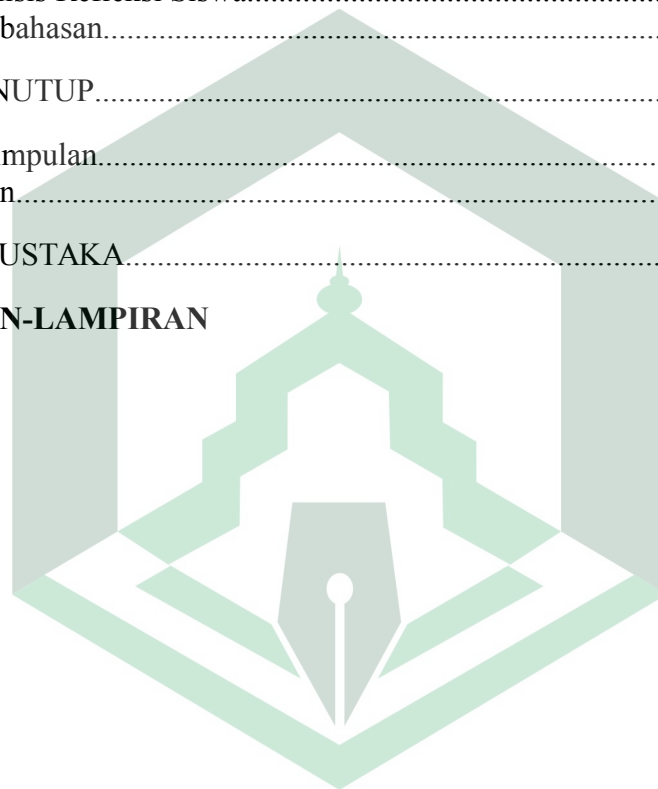 bahasan........................................................................
NUTUP........................................................................
mpulan........................................................................
n........................................................................
USTAKA........................................................................
N-LAMPIRAN